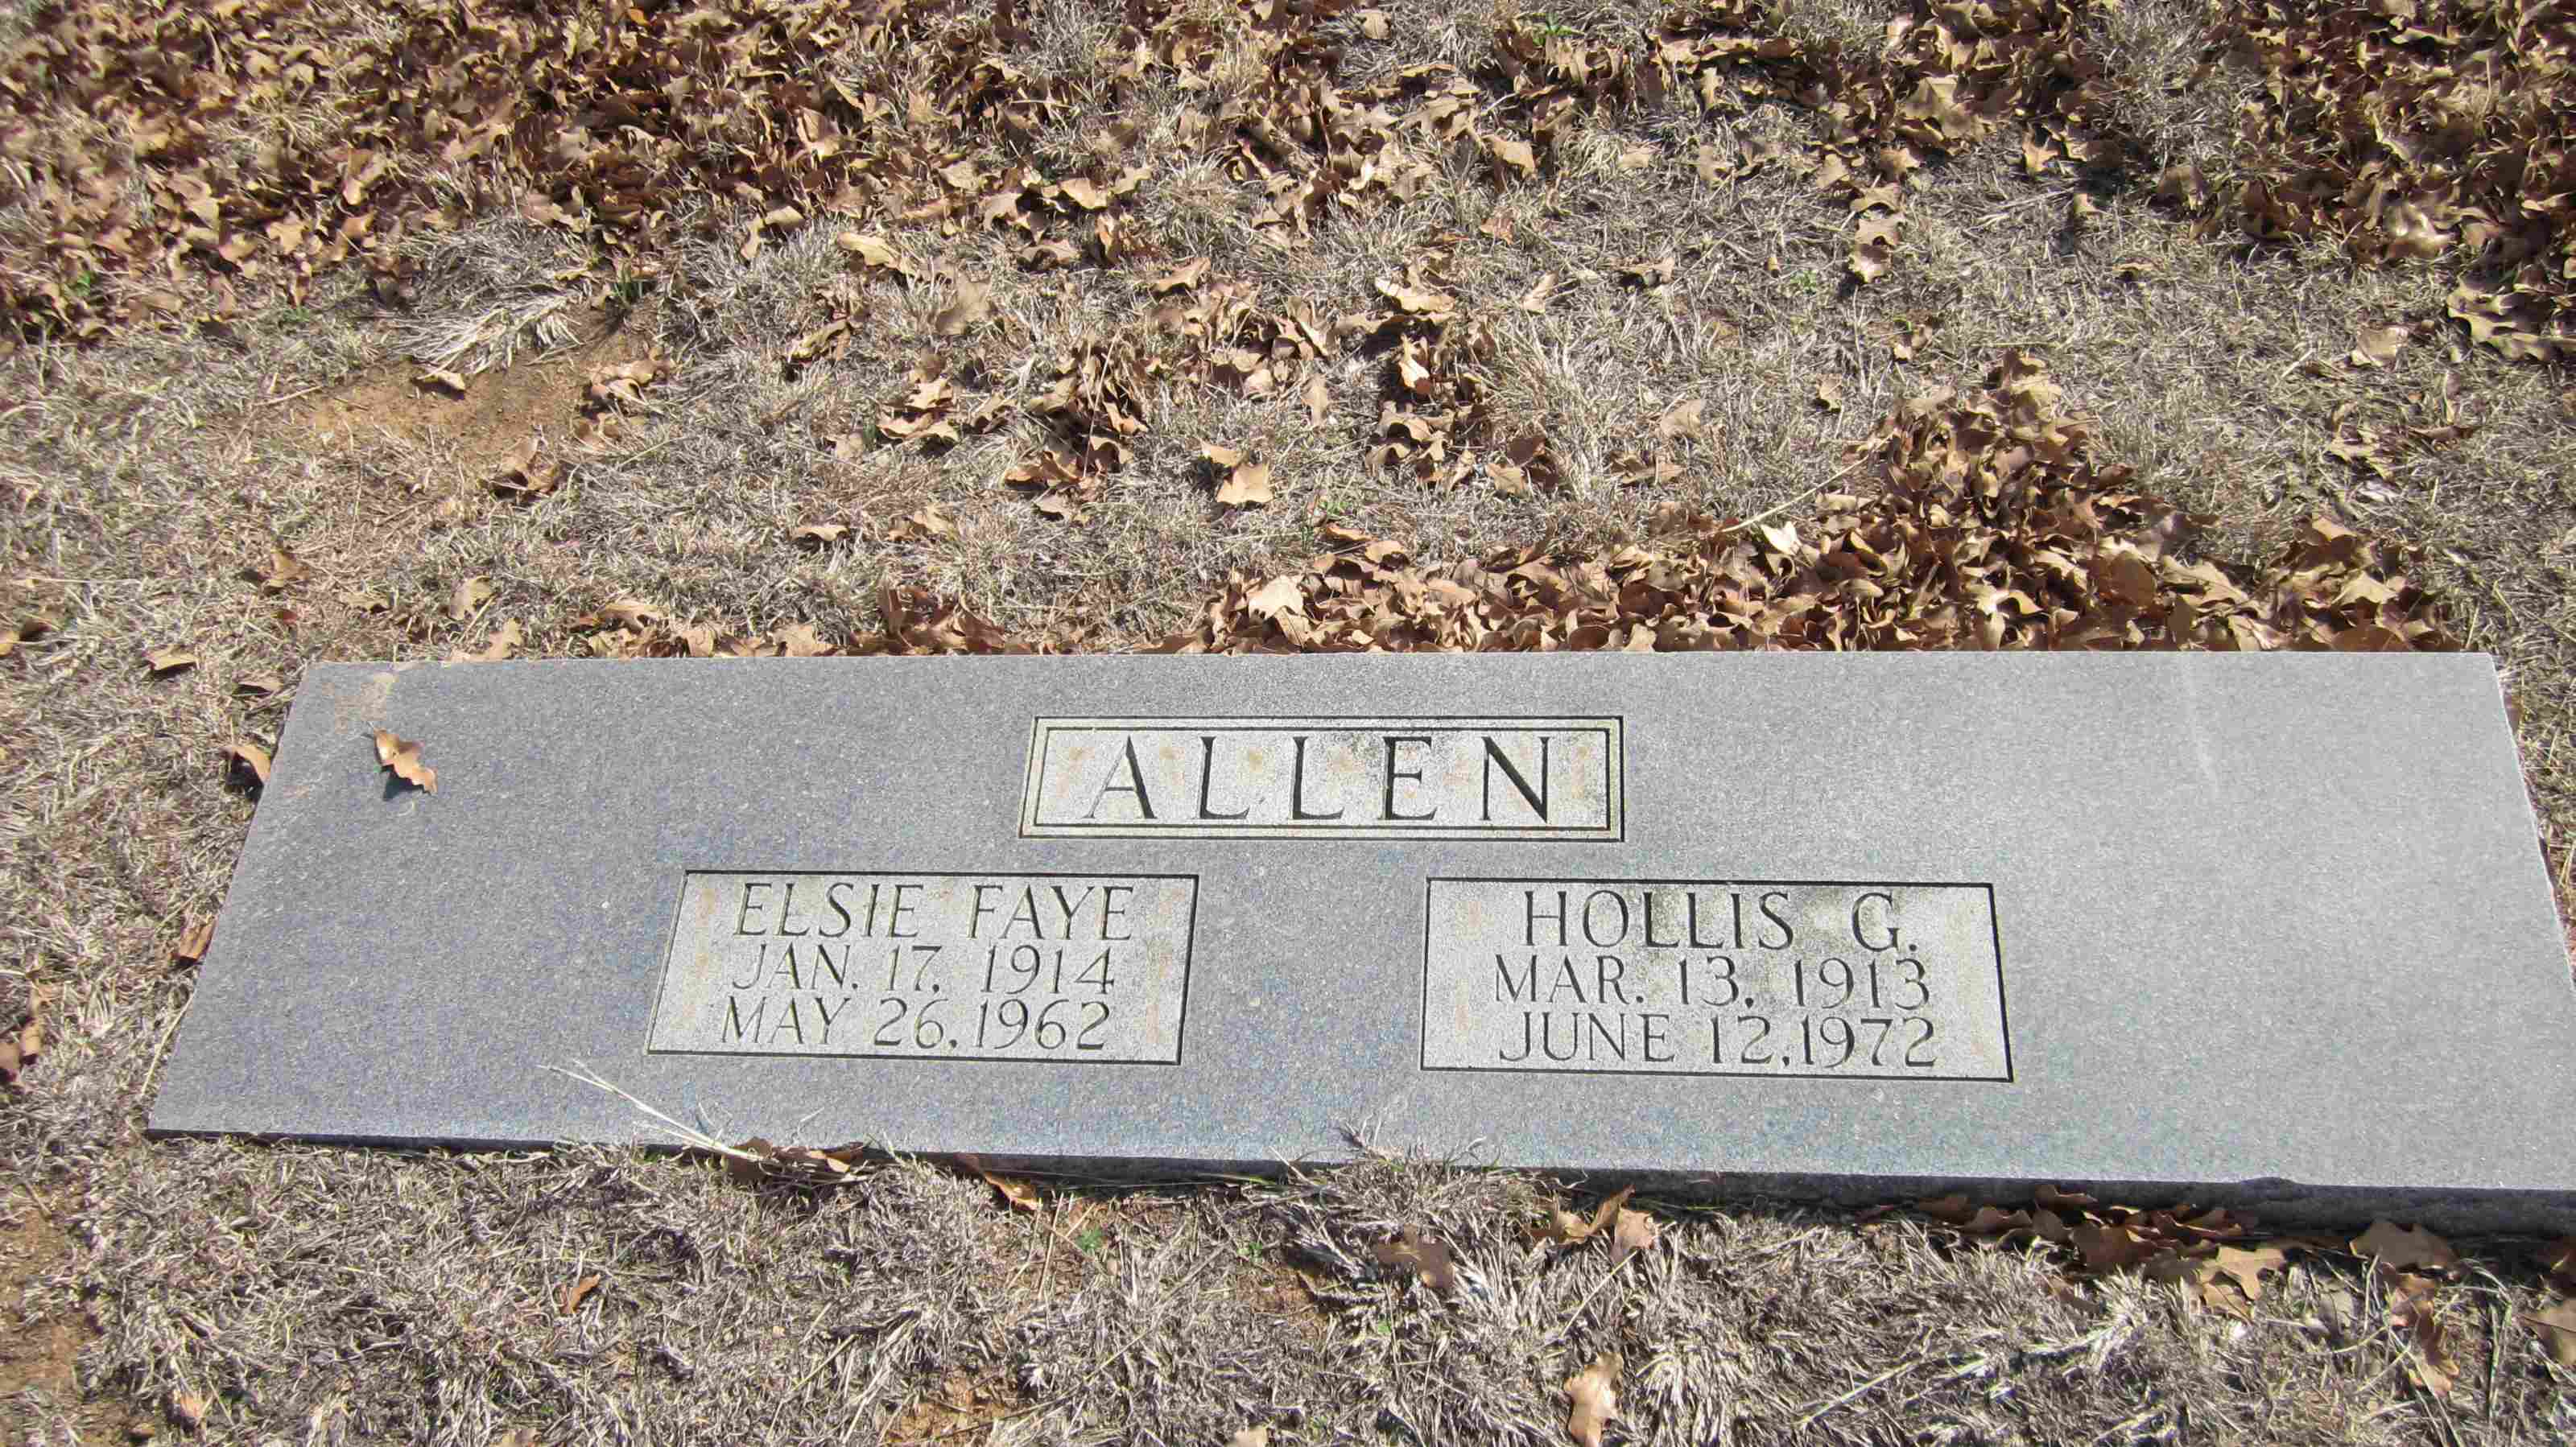 ALLEN
ELSIE FAYE
JAN. 17, 1914
MAY 26, 1962
HOLLIS G.
MAR. 13, 1913
JUNE 12, 1972